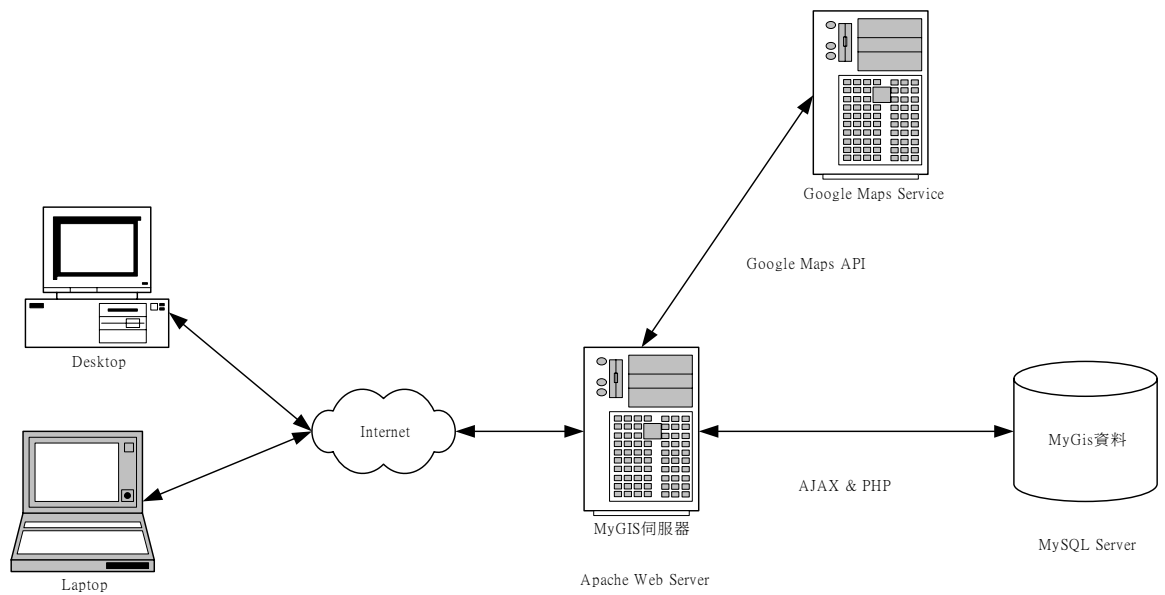 Google Maps Service
Google Maps API
Desktop
Internet
MyGis資料
AJAX & PHP
MyGIS伺服器
MySQL Server
Apache Web Server
Laptop